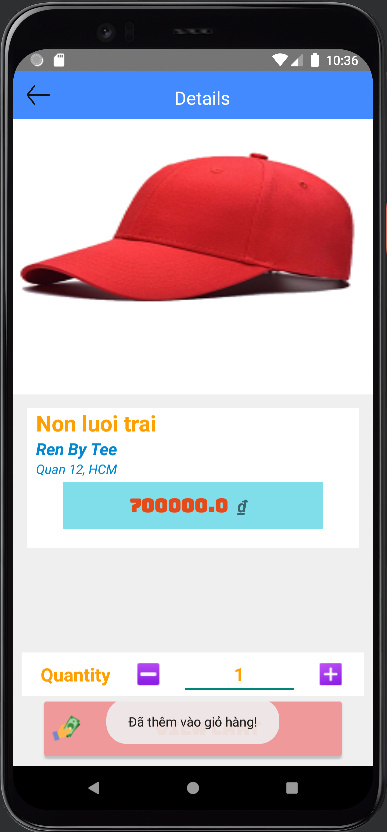 10:36
Details
Non luoi trai
Ren By Tee
Quan 12, HCM
700000.0 đ
Quantity
1
Đã thêm vào giỏ hàng!